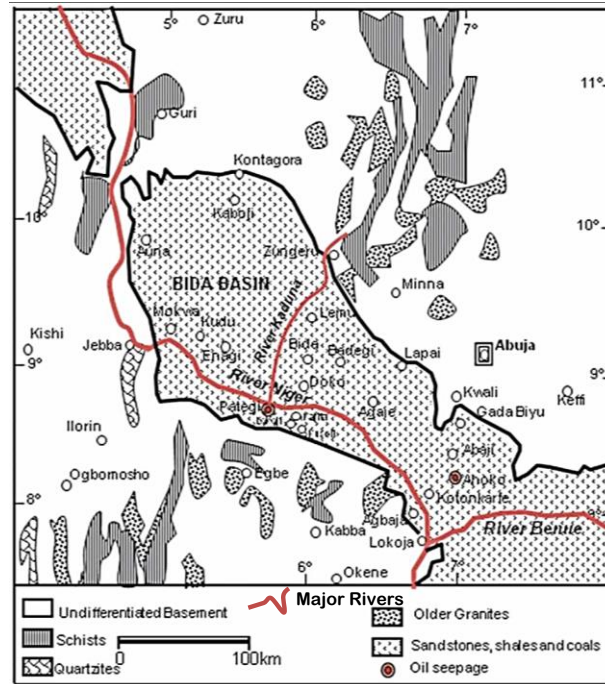 5°
6°
7°
Zuru
11°
Guri
Kontagora
10°
Kaboji
10°
Auna
Zungeru
BIDA BASIN
Minna
River Kaduna
Mokwa
Lemu
Kudu
Kishi
Jebba
Enagi
Bida
Badegi
Lapai
Abuja
9°
9°
Doko
River Niger
Kwali
Keffi
Pategi
Agaie
Gada Biyu
Ilorin
Abaji
Egbe
Ahoko
Ogbomosho
Kotonkarfe
8°
Agbaja
9°
Kabba
Lokoja
River Benue
6°
Okene
7°
Undifferentiated Basement
Major Rivers
Older Granites
Schists
Sandstones, shales and coals
Quartzites
0
100km
Oil seepage